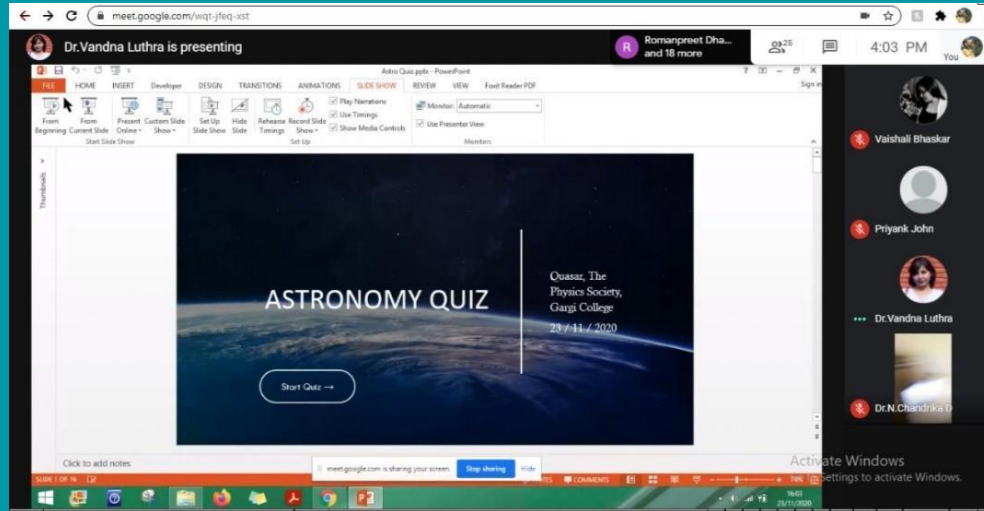 meet.google.com/wqt-jfeq-xst
Dr.Vandna Luthra is presenting
R
Romanpreet Dha...
and 18 more
25
4:03 PM
You
Astro Quiz.pptx - PowerPoint
FILE HOME INSERT Developer DESIGN TRANSITIONS ANIMATIONS SLIDE SHOW REVIEW VIEW Foxit Reader PDF
Sign in
From Beginning
From Current Slide
Present Online
Custom Slide Show
Set Up Slide Show
Hide Slide
Rehearse Timings
Record Slide Show
Play Narrations
Use Timings
Show Media Controls
Monitor: Automatic
Use Presenter View
Start Slide Show
Set Up
Monitors
Thumbnails
ASTRONOMY QUIZ
Quasar, The
Physics Society,
Gargi College
23 / 11 / 2020
Start Quiz →
Vaishali Bhaskar
Priyank John
Dr.Vandna Luthra
Dr.N.Chandrika D
Click to add notes
meet.google.com is sharing your screen.
Stop sharing
Hide
SLIDE 1 OF 14
COMMENTS
Activate Windows
Settings to activate Windows.
16:03
23/11/2020